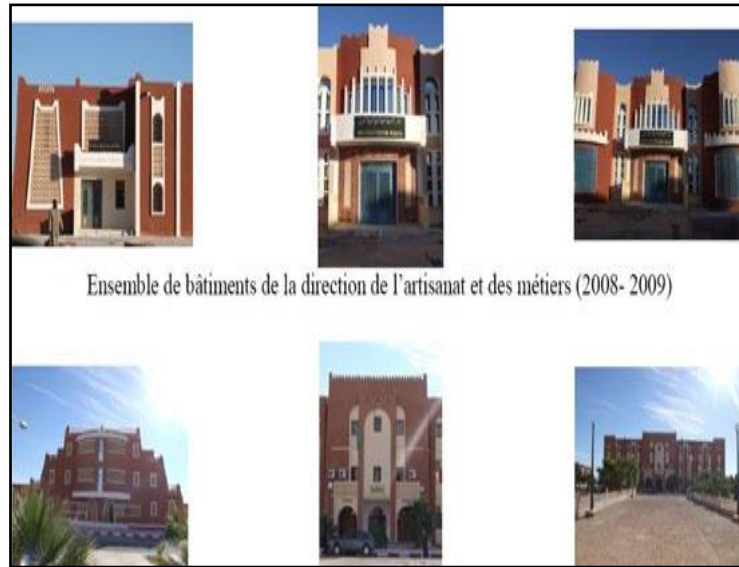 Ensemble de bâtiments de la direction de l’artisanat et des métiers (2008- 2009)